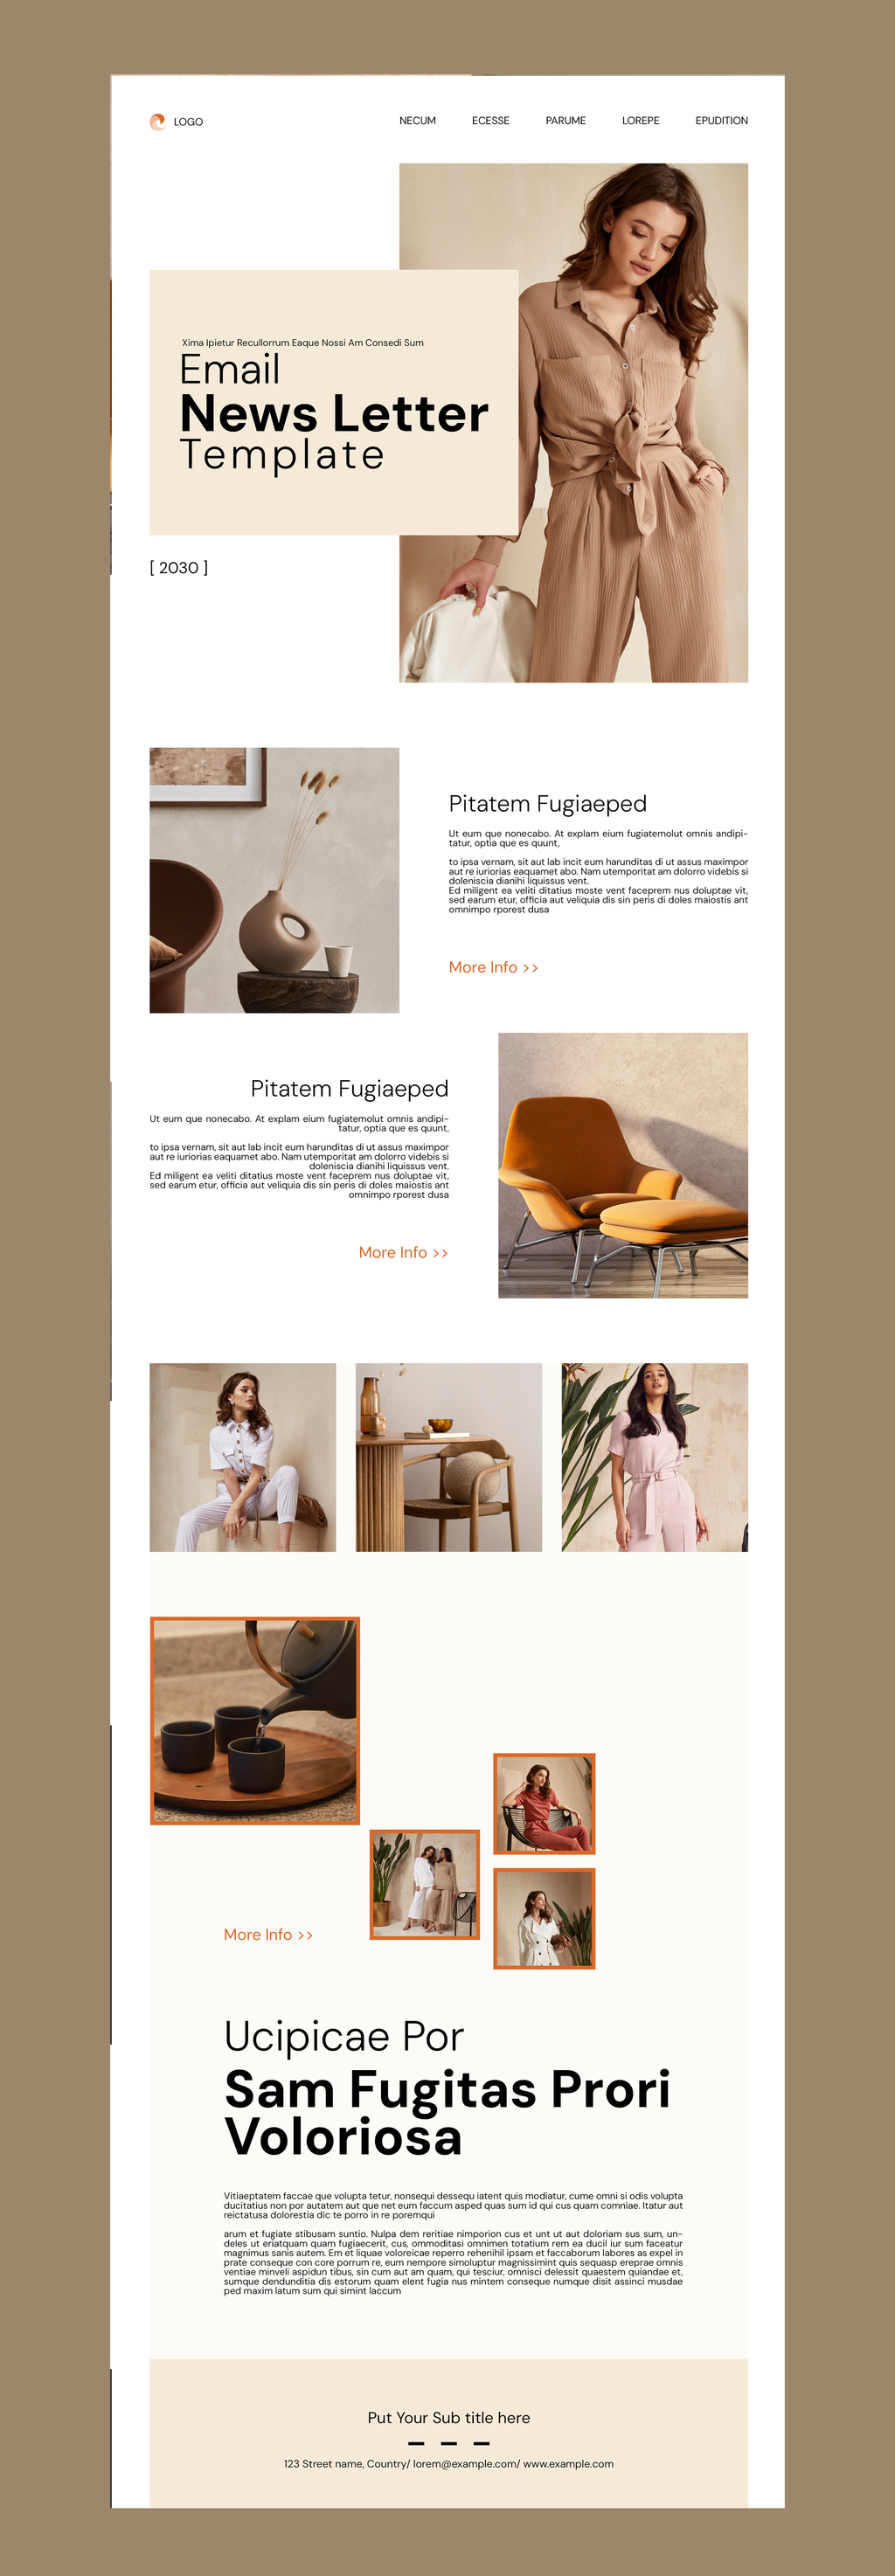 LOGO
NECUM ECESSE PARUME LOREPE EPUDITION
Xima Ipietur Recullorrum Eaque Nossi Am Consedi Sum
Email
News Letter
Template
[ 2030 ]
Pitatem Fugiaeped
Ut eum que nonecabo. At explam eium fugiatemolut omnis andipi-
tatur, optia que es quunt,
to ipsa vernam, sit aut lab incit eum harunditas di ut assus maximpor
aut re iuriorias eaquamet abo. Nam utemporitat am dolorro videbis si
doleniscia dianihi liquissus vent.
Ed miligent ea veliti ditatius moste vent faceprem nus doluptae vit,
sed earum etur, officia aut veliquia dis sin peris di doles maiostis ant
omnimpo rporest dusa
More Info >>
Pitatem Fugiaeped
Ut eum que nonecabo. At explam eium fugiatemolut omnis andipi-
tatur, optia que es quunt,
to ipsa vernam, sit aut lab incit eum harunditas di ut assus maximpor
aut re iuriorias eaquamet abo. Nam utemporitat am dolorro videbis si
doleniscia dianihi liquissus vent.
Ed miligent ea veliti ditatius moste vent faceprem nus doluptae vit,
sed earum etur, officia aut veliquia dis sin peris di doles maiostis ant
omnimpo rporest dusa
More Info >>
More Info >>
Ucipicae Por
Sam Fugitas Prori
Voloriosa
Vitiaeptatem faccae que volupta tetur, nonsequi dessequ iatent quis modiatur, cume omni si odis volupta
ducitatius non por autatem aut que net eum faccum asped quas sum id qui cus quam comniae. Itatur aut
reictatusa dolorestia dic te porro in re poremqui
arum et fugiate stibusam suntio. Nulpa dem reritiae nimporion cus et unt ut aut doloriam sus sum, un-
deles ut eriatquam quam fugiaecerit, cus, ommoditasi omnimen totatium rem ea ducil iur sum faceatur
magnimus sanis autem. Em et liquae voloreicae reperro rehenihil ipsam et faccaborum labores as expel in
prate conseque con core porrum re, eum nempore simoluptur magnissimint quis sequasp ereprae omnis
ventiae minveli aspidun tibus, sin cum aut am quam, qui tesciur, omnisci delessit quaestem quiandae et,
sumque dendunditia dis estorum quam elent fugia nus mintem conseque numque disit assinci musdae
ped maxim latum sum qui simint laccum
Put Your Sub title here
123 Street name, Country/ lorem@example.com/ www.example.com